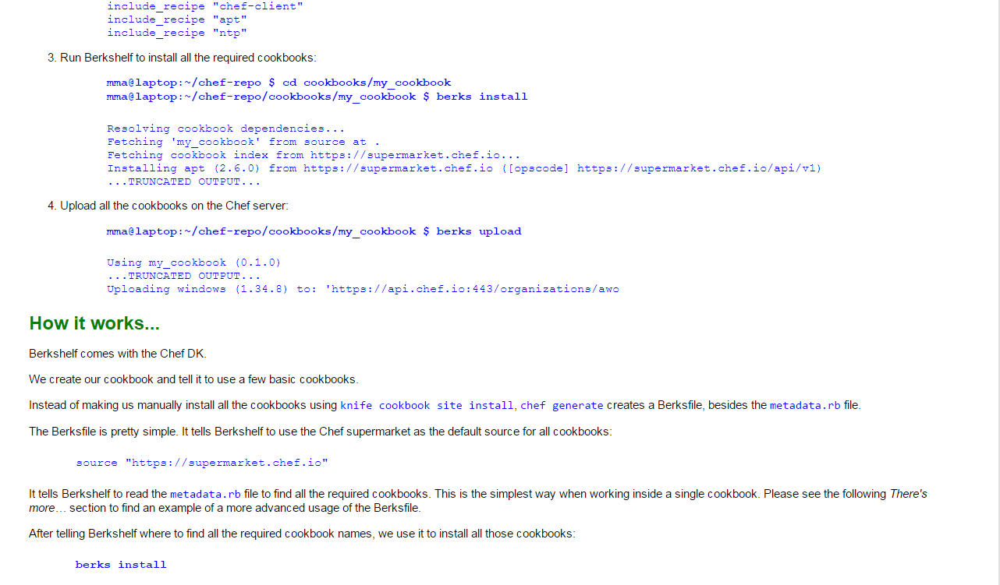 include_recipe "chef-client"
include_recipe "apt"
include_recipe "ntp"
3. Run Berkshelf to install all the required cookbooks:
mma@laptop:~/chef-repo $ cd cookbooks/my_cookbook
mma@laptop:~/chef-repo/cookbooks/my_cookbook $ berks install
Resolving cookbook dependencies...
Fetching 'my_cookbook' from source at .
Fetching cookbook index from https://supermarket.chef.io...
Installing apt (2.6.0) from https://supermarket.chef.io ([opscode] https://supermarket.chef.io/api/v1)
...TRUNCATED OUTPUT...
4. Upload all the cookbooks on the Chef server:
mma@laptop:~/chef-repo/cookbooks/my_cookbook $ berks upload
Using my_cookbook (0.1.0)
...TRUNCATED OUTPUT...
Uploading windows (1.34.8) to: 'https://api.chef.io:443/organizations/awo
How it works...
Berkshelf comes with the Chef DK.
We create our cookbook and tell it to use a few basic cookbooks.
Instead of making us manually install all the cookbooks using knife cookbook site install, chef generate creates a Berksfile, besides the metadata.rb file.
The Berksfile is pretty simple. It tells Berkshelf to use the Chef supermarket as the default source for all cookbooks:
source "https://supermarket.chef.io"
It tells Berkshelf to read the metadata.rb file to find all the required cookbooks. This is the simplest way when working inside a single cookbook. Please see the following There's
more… section to find an example of a more advanced usage of the Berksfile.
After telling Berkshelf where to find all the required cookbook names, we use it to install all those cookbooks:
berks install